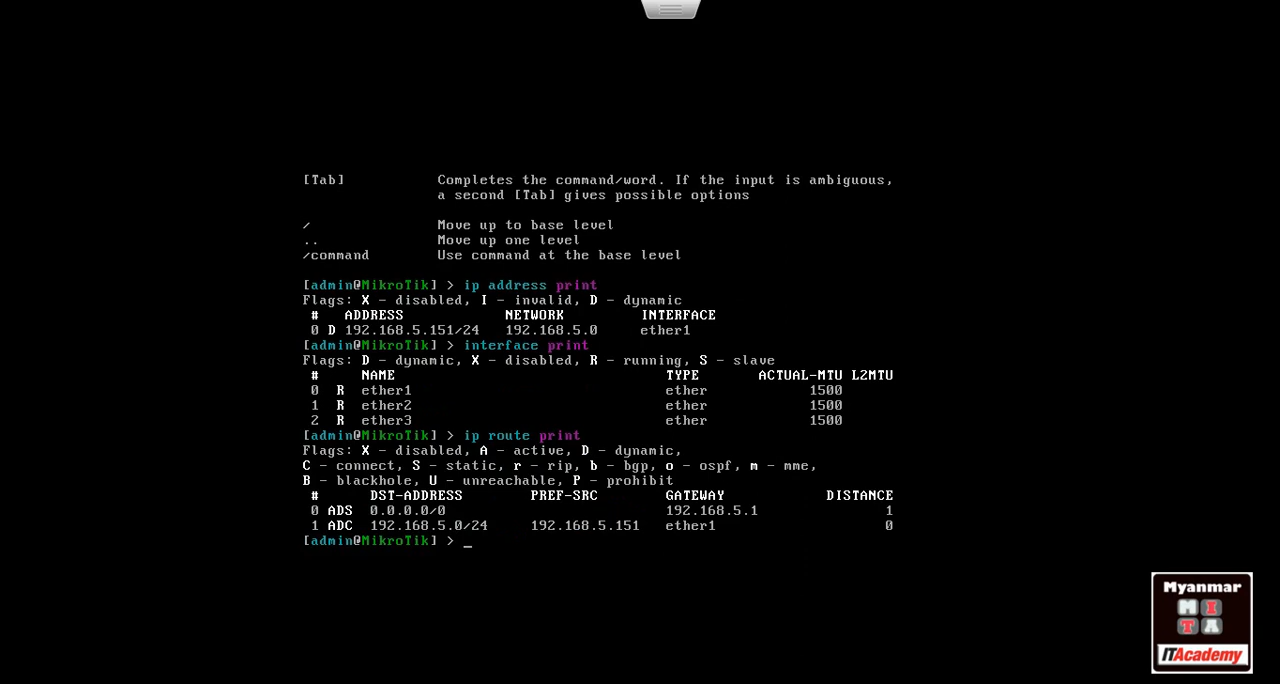 [Tab] Completes the command/word. If the input is ambiguous,
a second [Tab] gives possible options
/ Move up to base level
.. Move up one level
/command Use command at the base level
[admin@MikroTik] > ip address print
Flags: X - disabled, I - invalid, D - dynamic
# ADDRESS NETWORK INTERFACE
0 D 192.168.5.151/24 192.168.5.0 ether1
[admin@MikroTik] > interface print
Flags: D - dynamic, X - disabled, R - running, S - slave
# NAME TYPE ACTUAL-MTU L2MTU
0 R ether1 ether 1500
1 R ether2 ether 1500
2 R ether3 ether 1500
[admin@MikroTik] > ip route print
Flags: X - disabled, A - active, D - dynamic,
C - connect, S - static, r - rip, b - bgp, o - ospf, m - mme,
B - blackhole, U - unreachable, P - prohibit
# DST-ADDRESS PREF-SRC GATEWAY DISTANCE
0 ADS 0.0.0.0/0 192.168.5.1 1
1 ADC 192.168.5.0/24 192.168.5.151 ether1 0
[admin@MikroTik] > _
Myanmar
M I
T A
ITAcademy